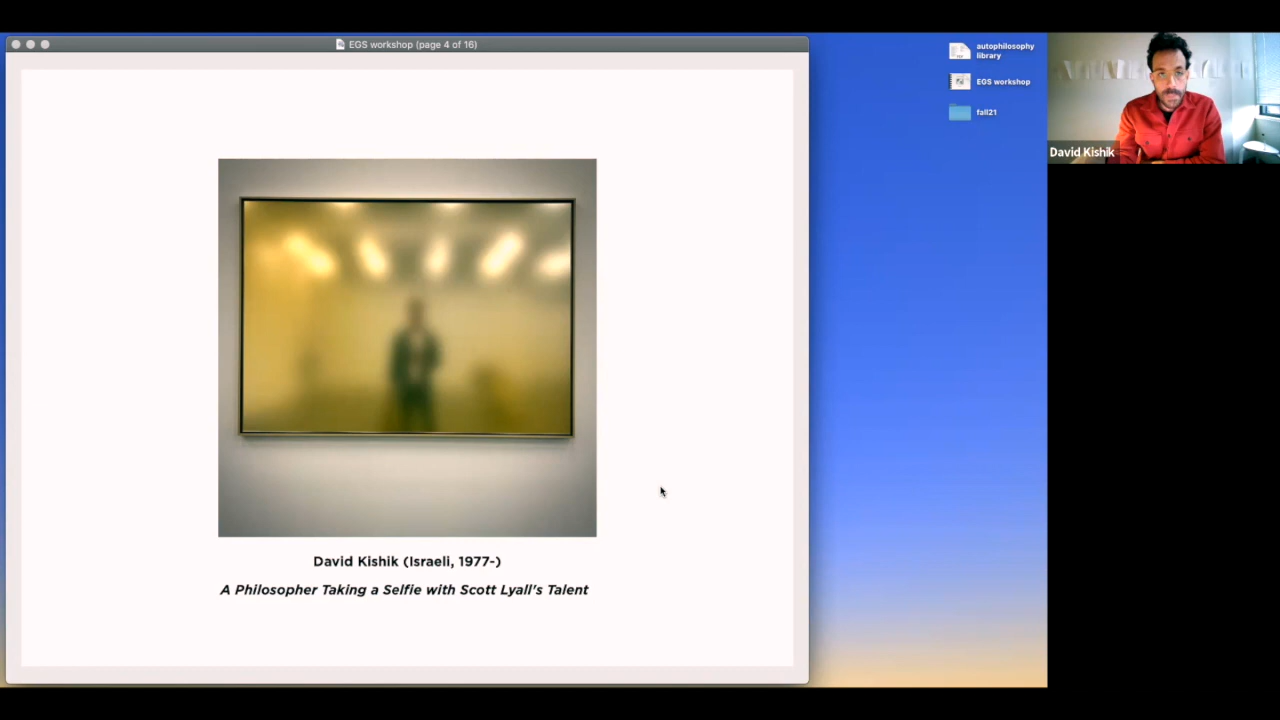 EGS workshop (page 4 of 16)
autophilosophy
library
EGS workshop
fall21
David Kishik
David Kishik (Israeli, 1977-)
A Philosopher Taking a Selfie with Scott Lyall's Talent